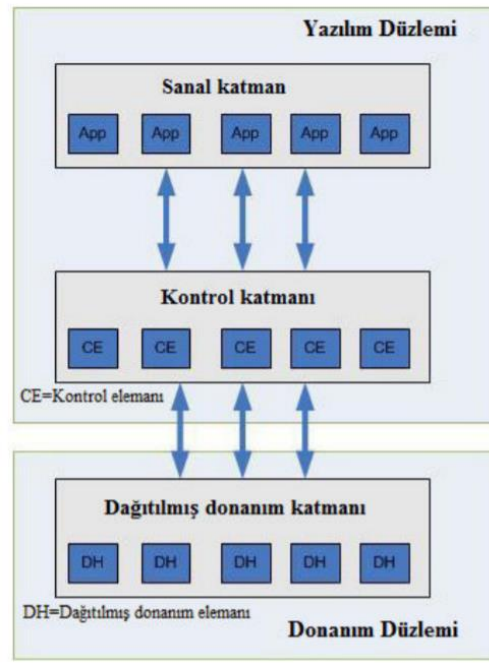 Yazılım Düzlemi
Sanal katman
App App App App App
Kontrol katmanı
CE CE CE CE CE
CE=Kontrol elemanı
Dağıtılmış donanım katmanı
DH DH DH DH DH
DH=Dağıtılmış donanım elemanı
Donanım Düzlemi